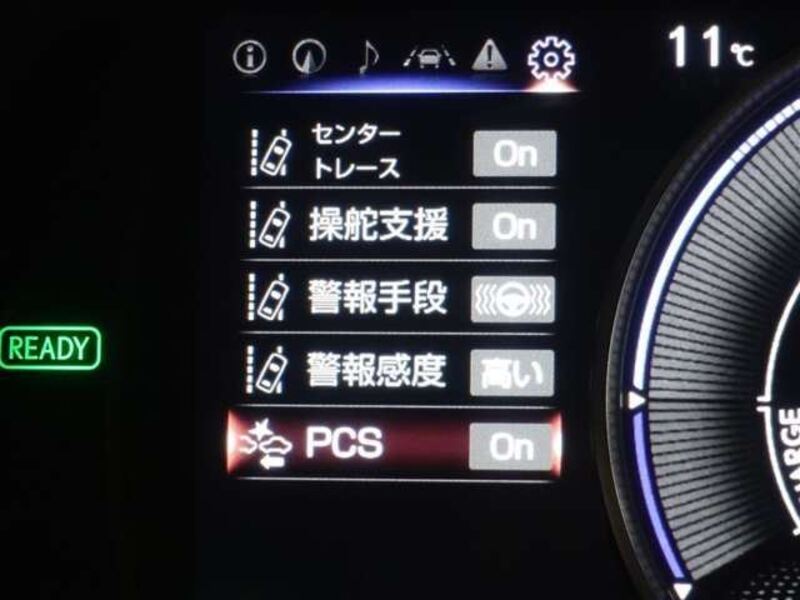 11℃
センター
トレース
On
操舵支援 On
警報手段
READY
警報感度 高い
PCS On
CHARGE